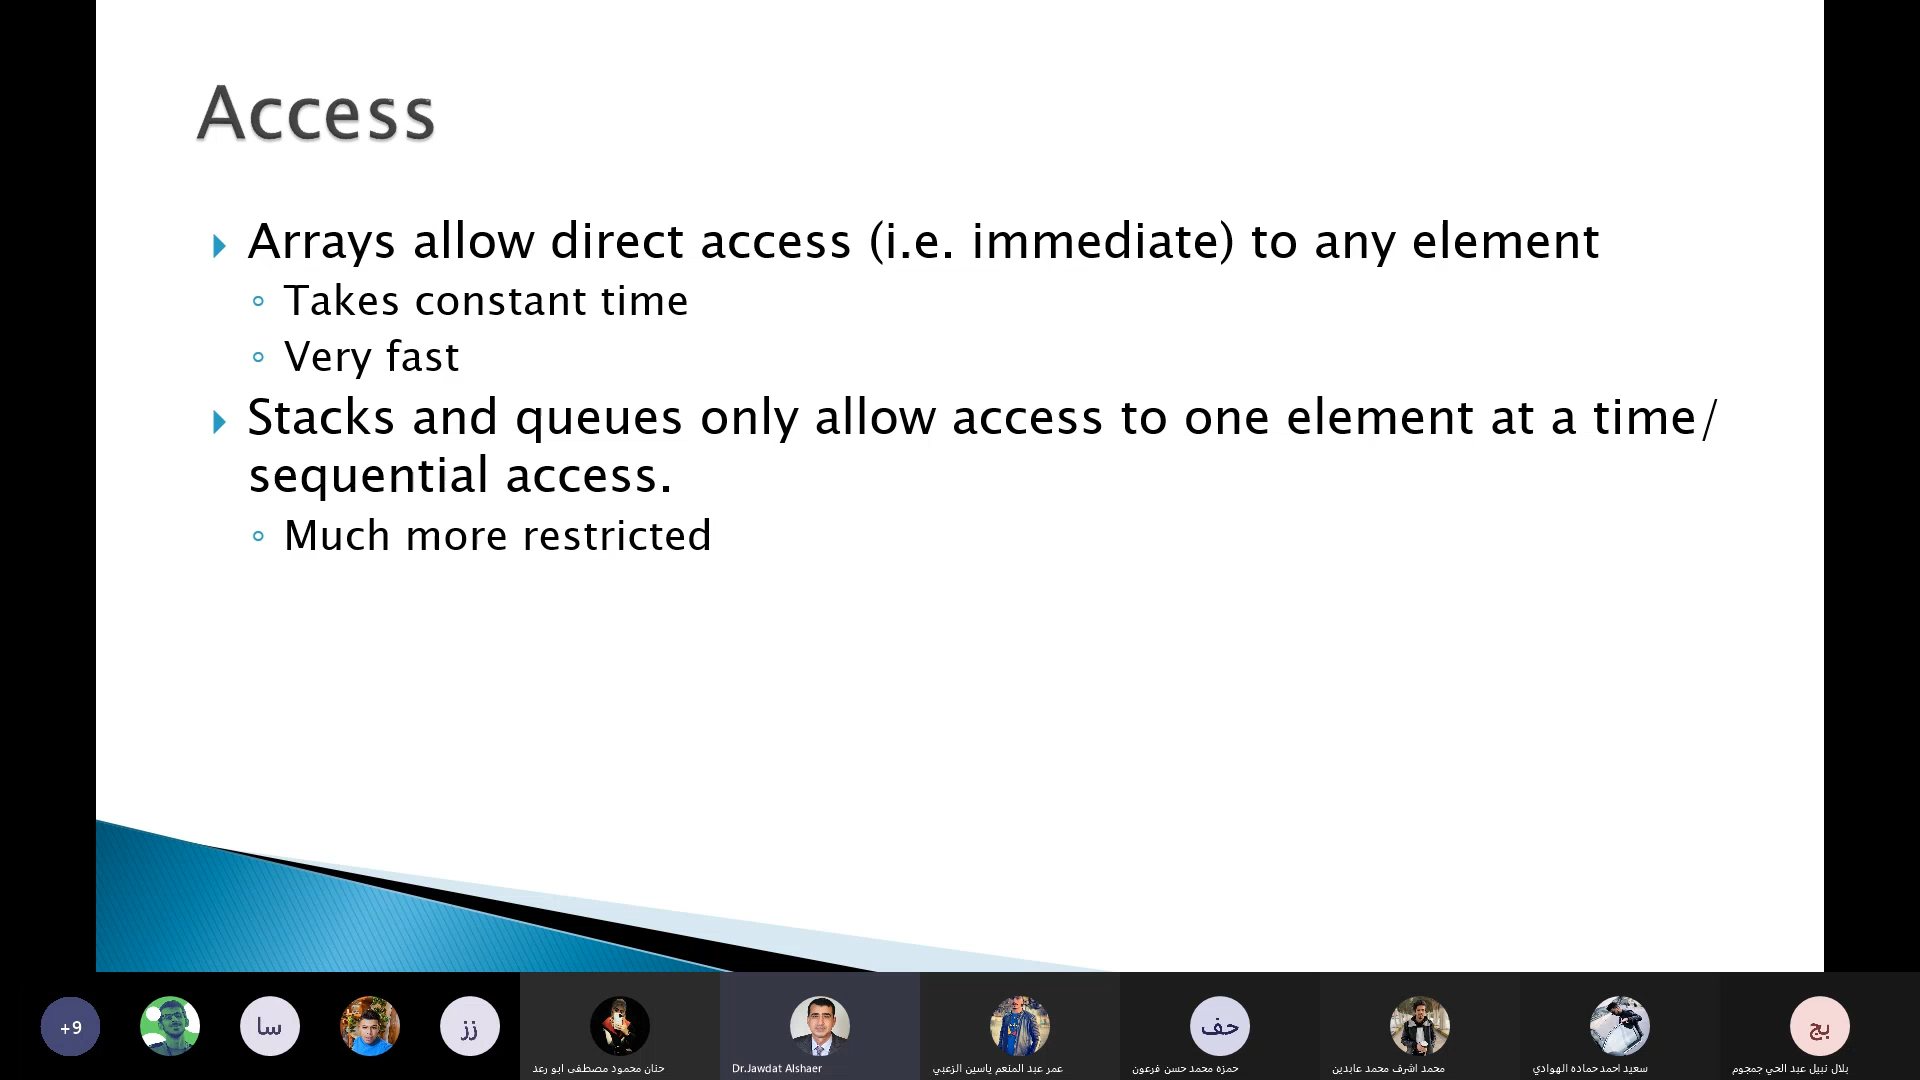 Access
Arrays allow direct access (i.e. immediate) to any element
Takes constant time
Very fast
Stacks and queues only allow access to one element at a time/
sequential access.
Much more restricted
+9
سا
زز
حنان محمود مصطفى ابو رعد
Dr.Jawdat Alshaer
عمر عبد المنعم ياسين الزعبي
حف
حمزه محمد حسن فرعون
محمد اشرف محمد عابدين
سعيد احمد حماده الهوادي
بج
بلال نبيل عبد الحي جمجوم